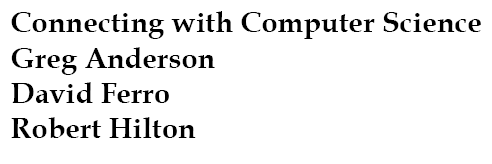 Connecting with Computer Science
Greg Anderson
David Ferro
Robert Hilton